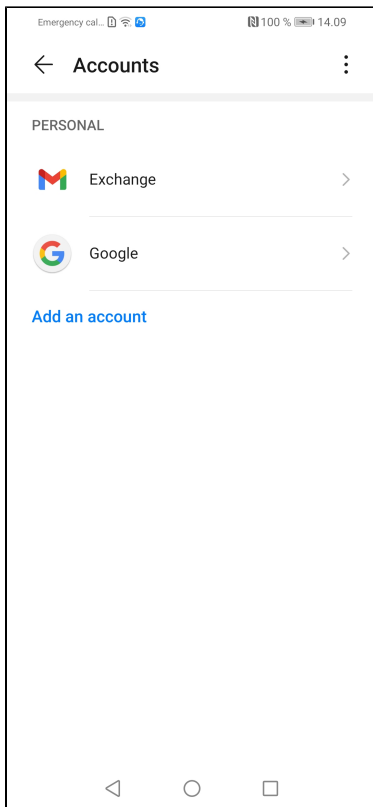 Emergency cal... 100 % 14.09
Accounts
PERSONAL
Exchange
Google
Add an account